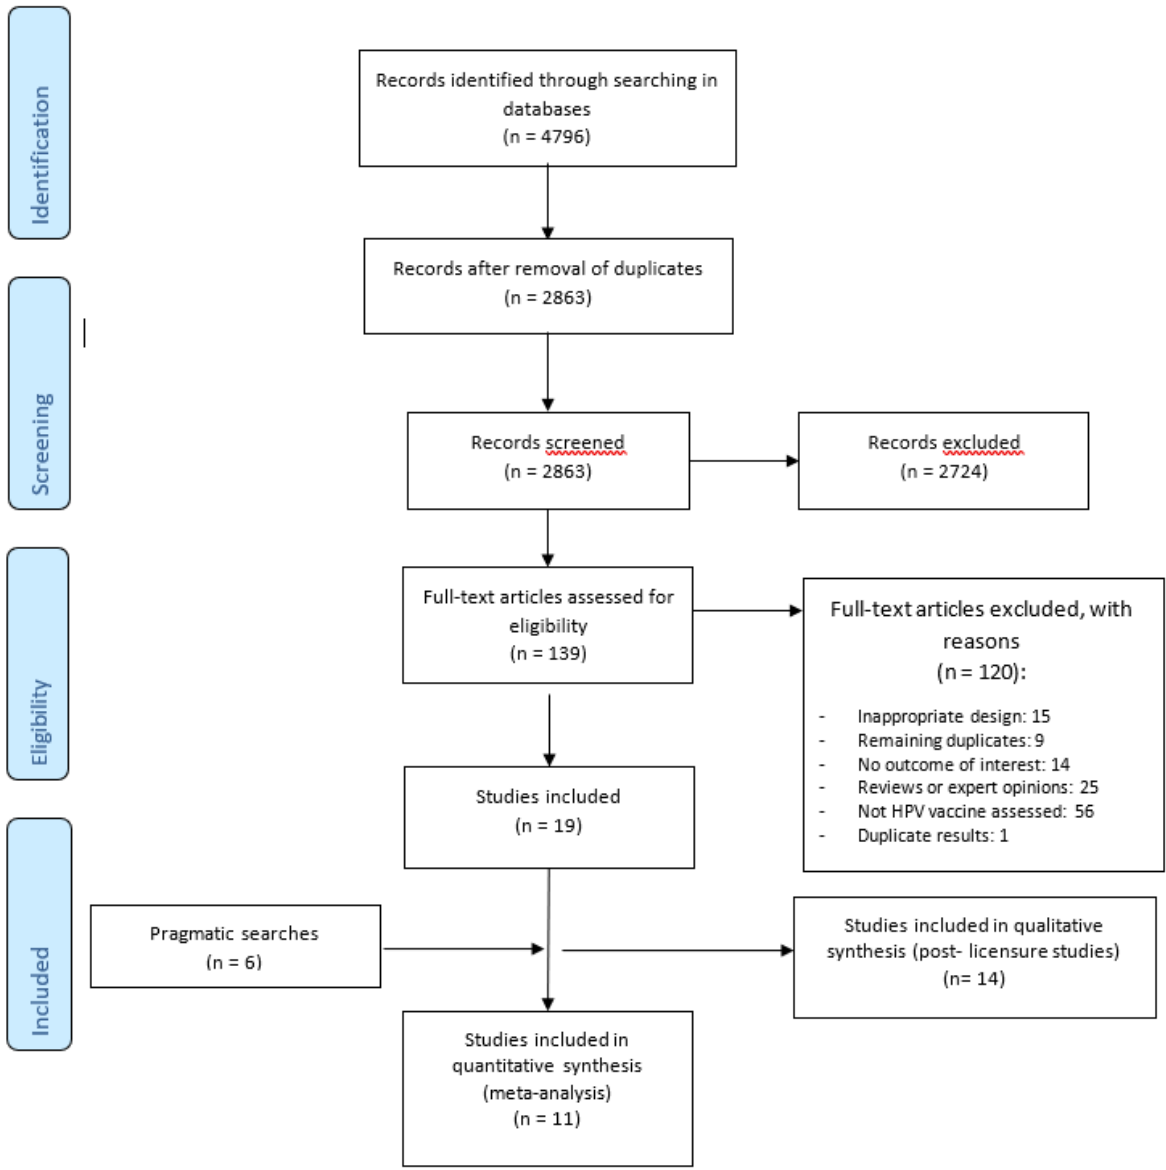 Identification
Records identified through searching in
databases
(n = 4796)
Records after removal of duplicates
(n = 2863)
Screening
Records screened
(n = 2863)
Records excluded
(n = 2724)
Eligibility
Full-text articles assessed for
eligibility
(n = 139)
Full-text articles excluded, with
reasons
(n = 120):
- Inappropriate design: 15
- Remaining duplicates: 9
- No outcome of interest: 14
- Reviews or expert opinions: 25
- Not HPV vaccine assessed: 56
- Duplicate results: 1
Studies included
(n = 19)
Included
Pragmatic searches
(n = 6)
Studies included in qualitative
synthesis (post- licensure studies)
(n= 14)
Studies included in
quantitative synthesis
(meta-analysis)
(n = 11)